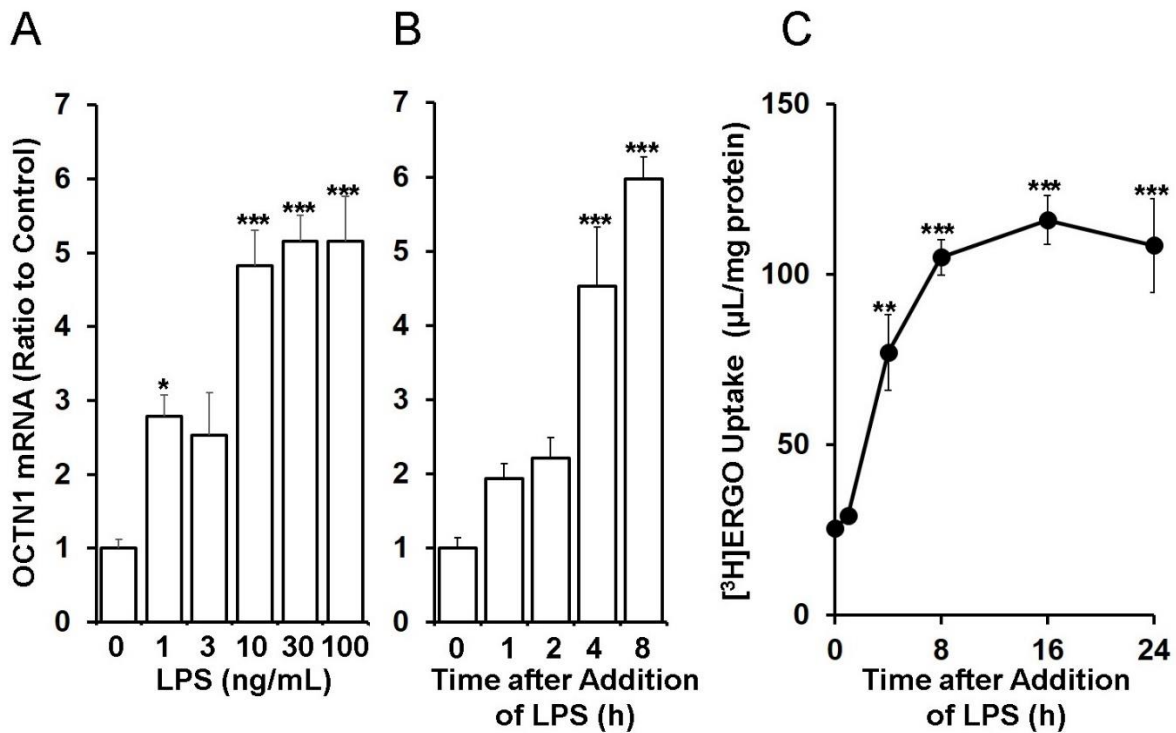 A
B
C
OCTN1 mRNA (Ratio to Control)
7
6
5
4
3
2
1
0
*
***
***
***
0 1 3 10 30 100
LPS (ng/mL)
7
6
5
4
3
2
1
0
***
***
0 1 2 4 8
Time after Addition
of LPS (h)
[³H]ERGO Uptake (µL/mg protein)
150
100
50
0
**
***
***
***
0 8 16 24
Time after Addition
of LPS (h)